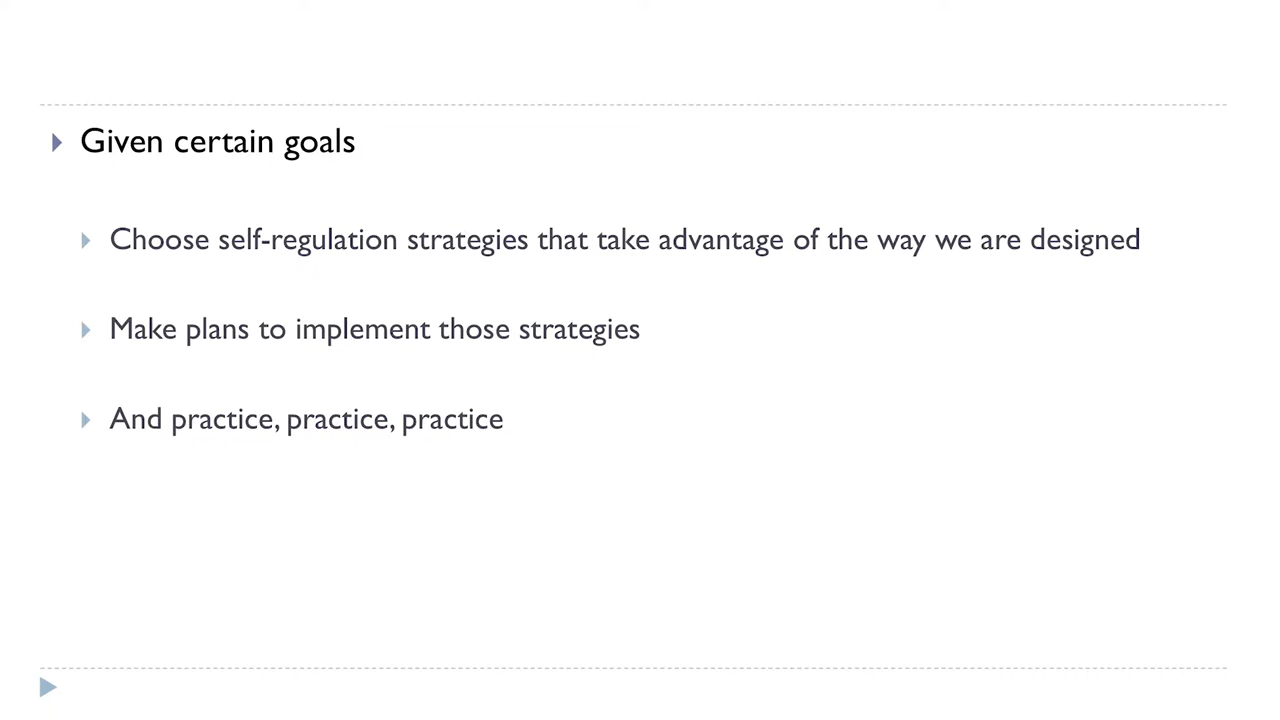 Given certain goals
Choose self-regulation strategies that take advantage of the way we are designed
Make plans to implement those strategies
And practice, practice, practice